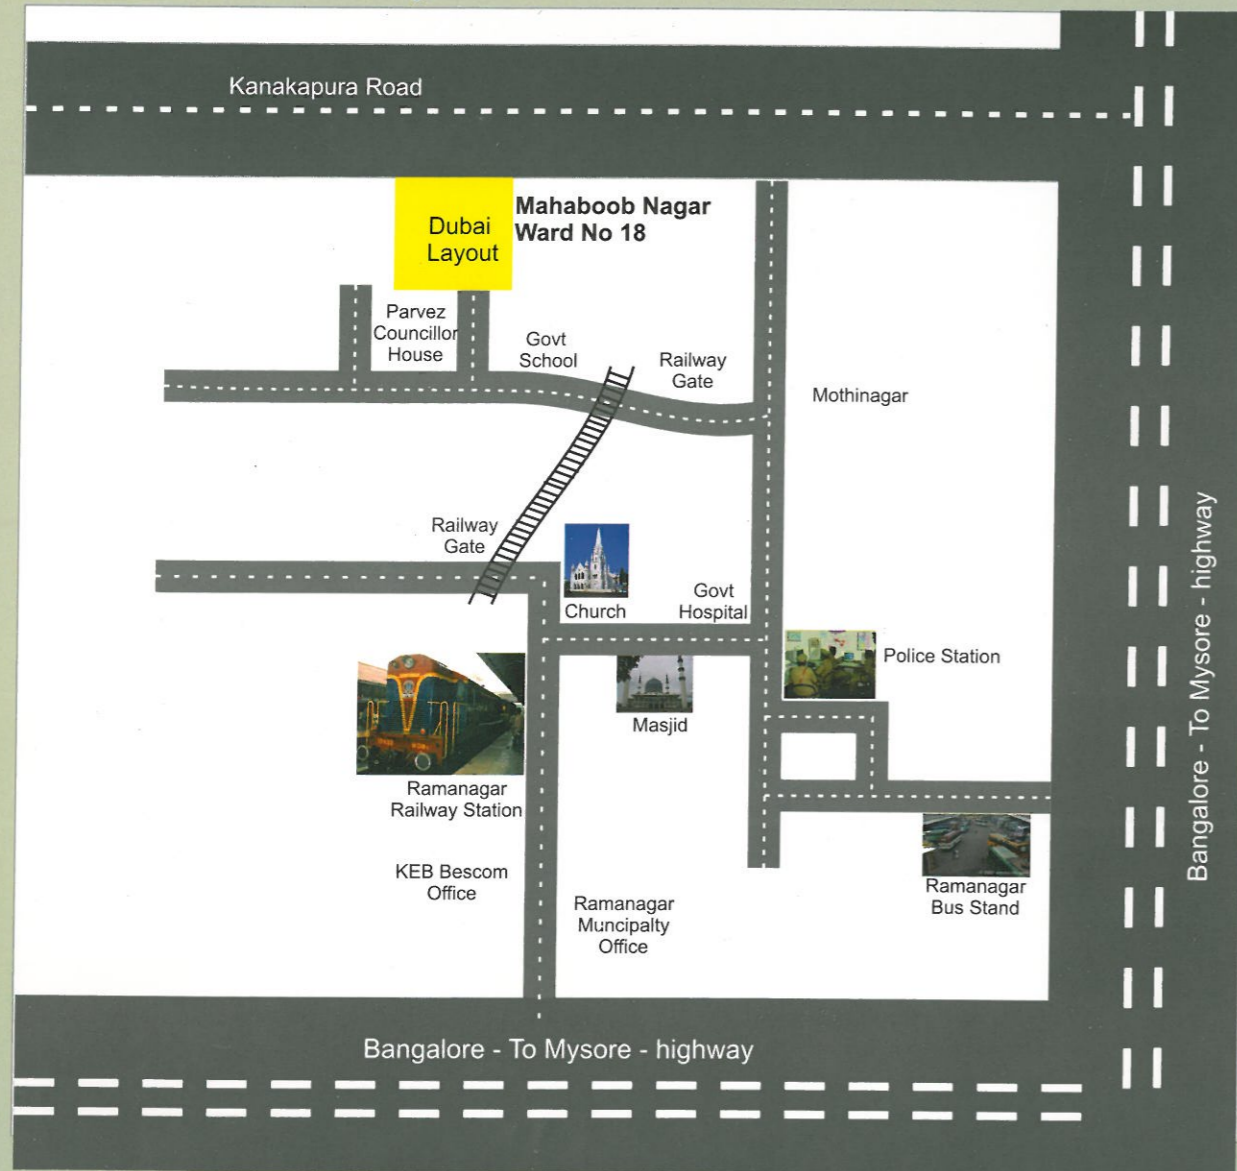 Kanakapura Road
Dubai
Layout
Mahaboob Nagar
Ward No 18
Parvez
Councillor
House
Govt
School
Railway
Gate
Mothinagar
Railway
Gate
Church
Govt
Hospital
Police Station
Masjid
Ramanagar
Railway Station
KEB Bescom
Office
Ramanagar
Muncipalty
Office
Ramanagar
Bus Stand
Bangalore - To Mysore - highway
Bangalore - To Mysore - highway